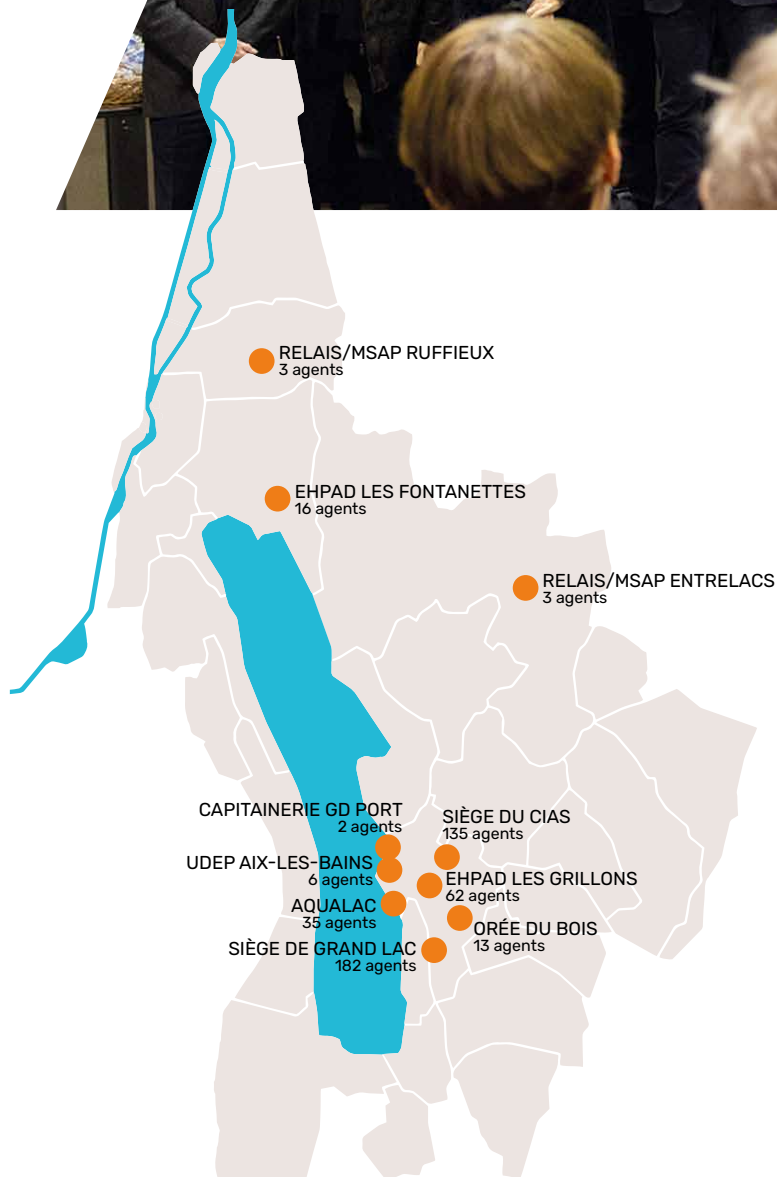 RELAIS/MSAP RUFFIEUX
3 agents
EHPAD LES FONTANETTES
16 agents
RELAIS/MSAP ENTRELACS
3 agents
CAPITAINERIE GD PORT
2 agents
SIÈGE DU CIAS
135 agents
UDEP AIX-LES-BAINS
6 agents
EHPAD LES GRILLONS
62 agents
AQUALAC
35 agents
ORÉE DU BOIS
13 agents
SIÈGE DE GRAND LAC
182 agents